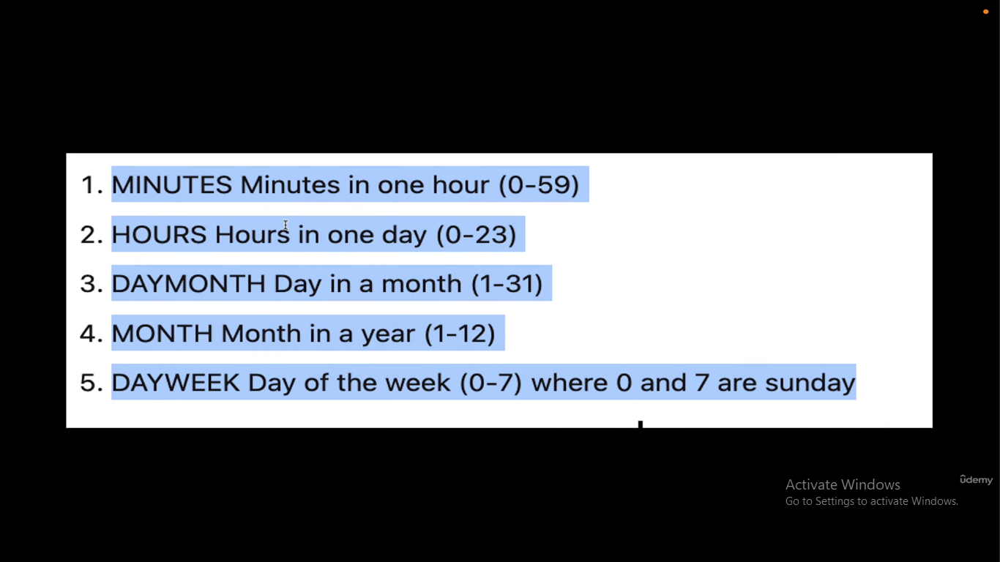 1. MINUTES Minutes in one hour (0-59)
2. HOURS Hours in one day (0-23)
3. DAYMONTH Day in a month (1-31)
4. MONTH Month in a year (1-12)
5. DAYWEEK Day of the week (0-7) where 0 and 7 are sunday
Activate Windows
Go to Settings to activate Windows.
ûdemy